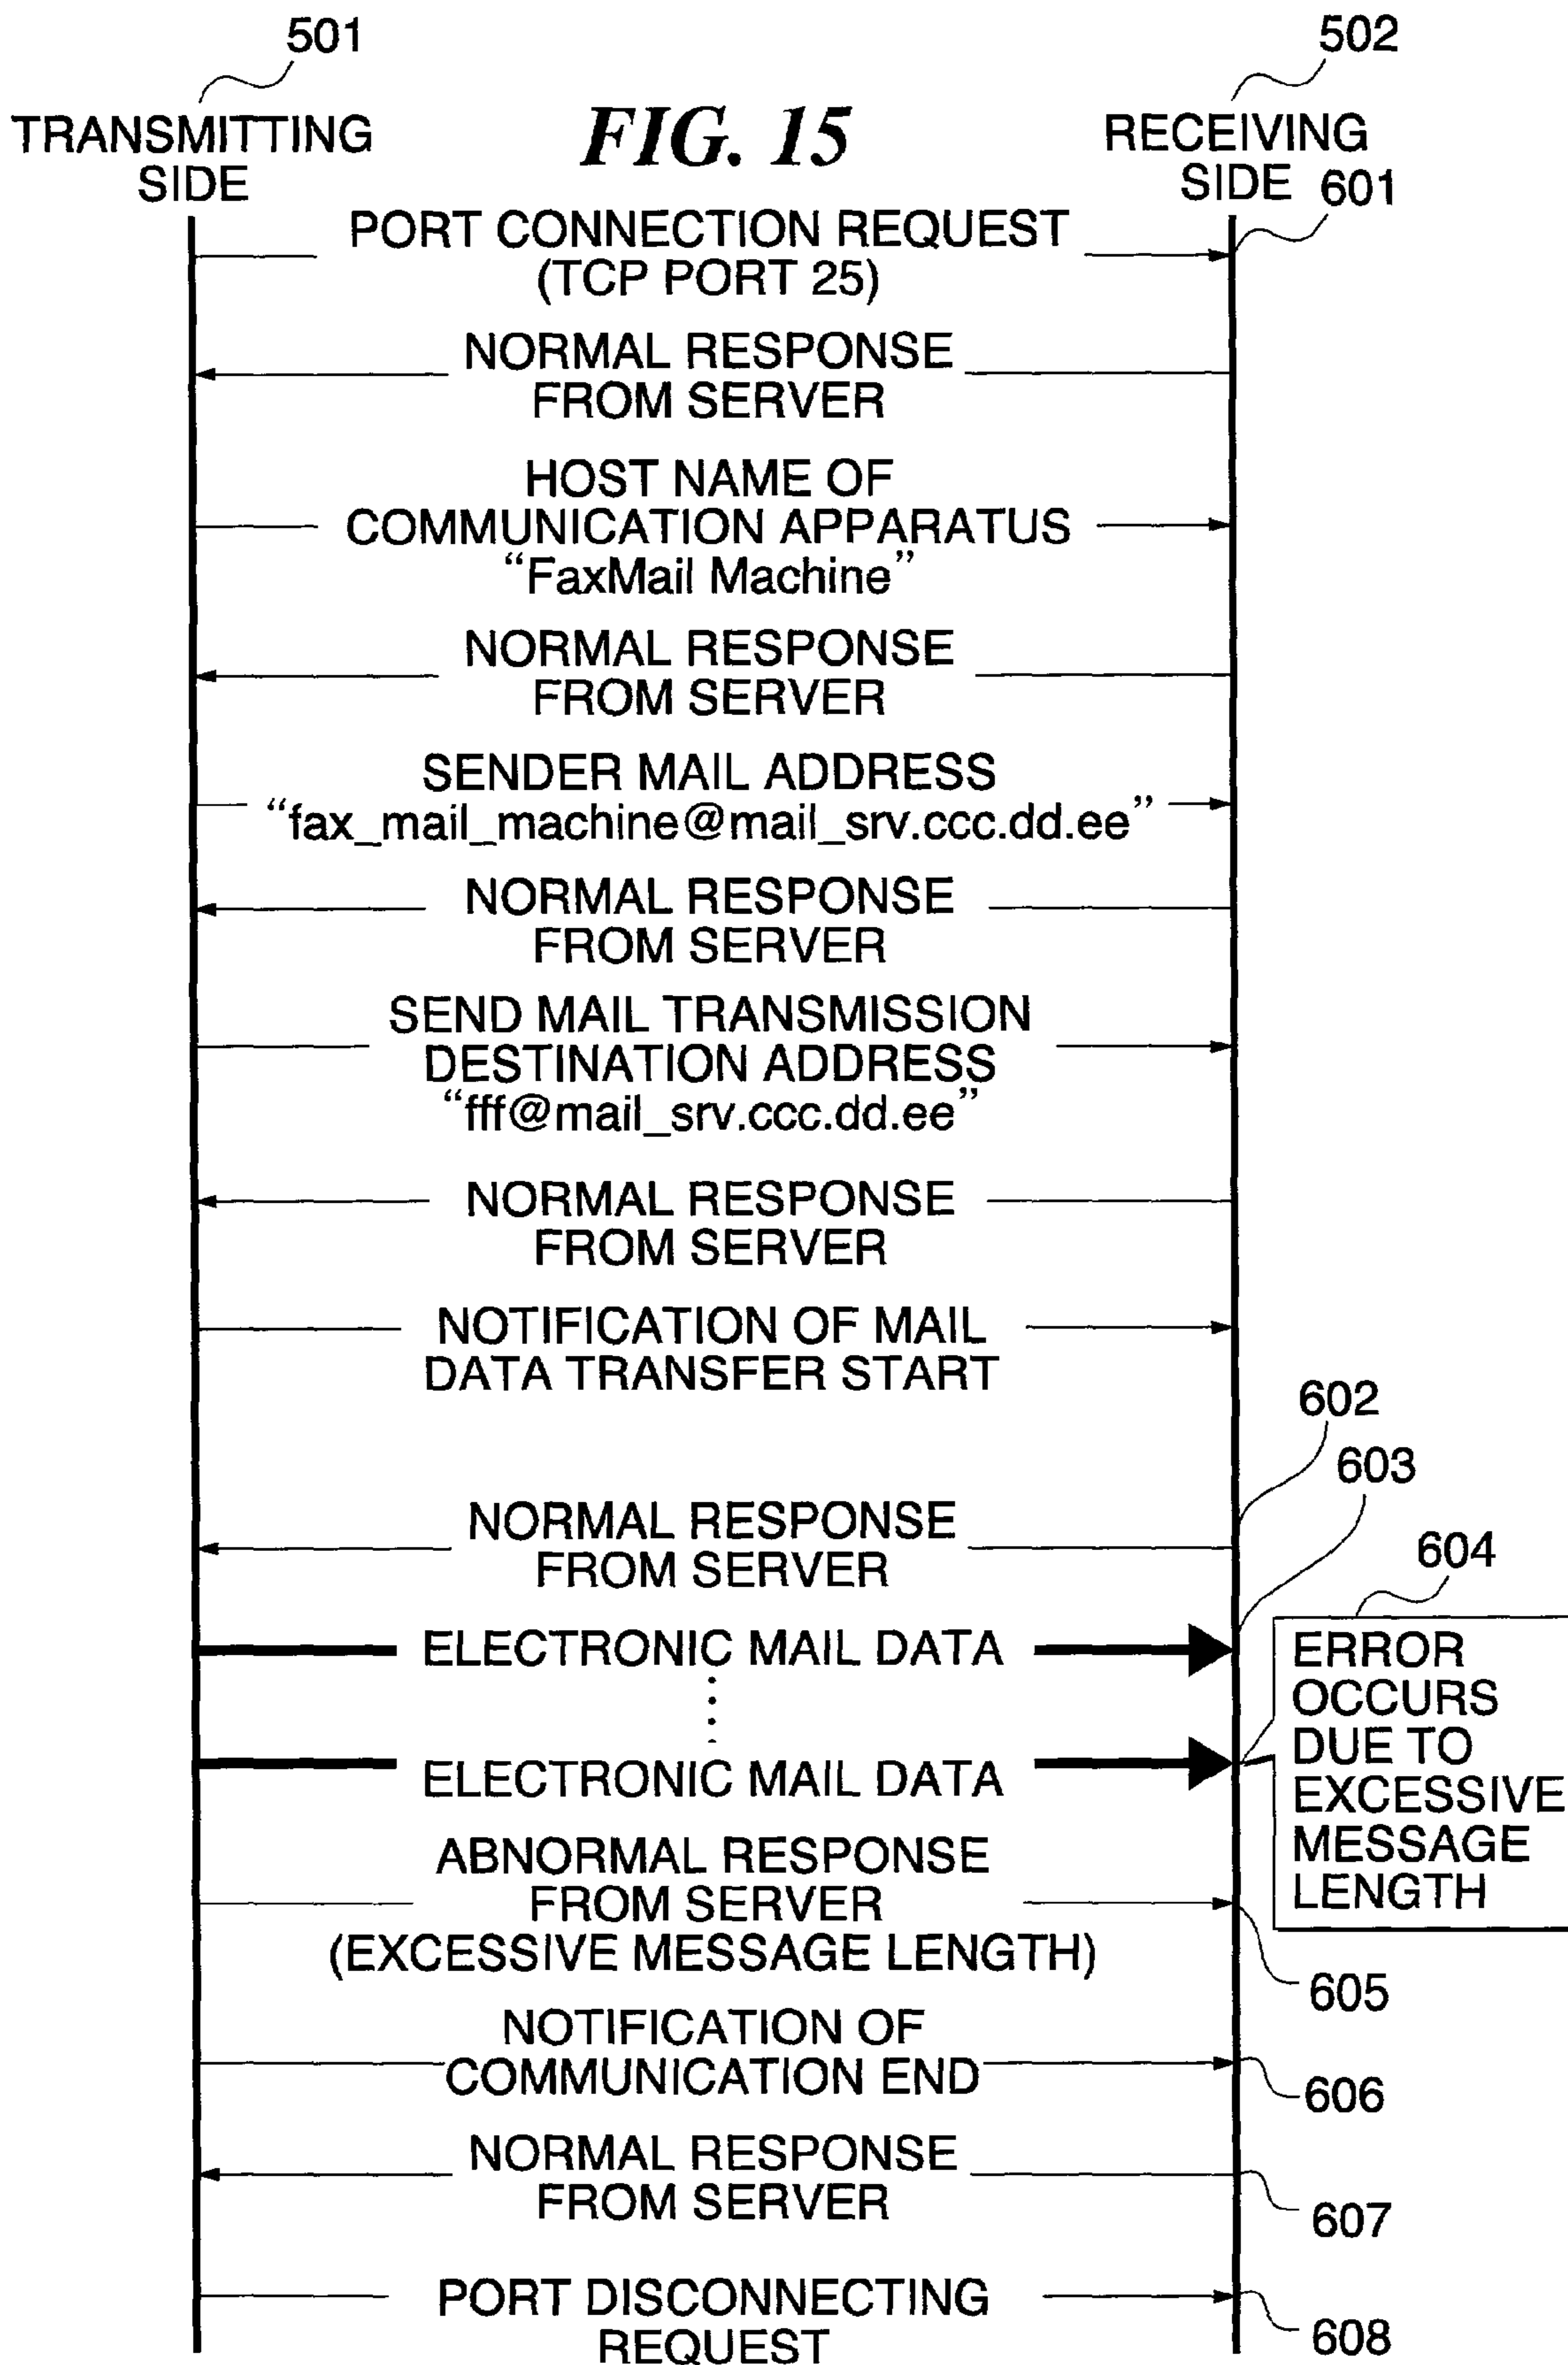 501
502
TRANSMITTING
SIDE
FIG. 15
RECEIVING
SIDE
601
PORT CONNECTION REQUEST
(TCP PORT 25)
NORMAL RESPONSE
FROM SERVER
HOST NAME OF
COMMUNICATION APPARATUS
“FaxMail Machine”
NORMAL RESPONSE
FROM SERVER
SENDER MAIL ADDRESS
“fax_mail_machine@mail_srv.ccc.dd.ee”
NORMAL RESPONSE
FROM SERVER
SEND MAIL TRANSMISSION
DESTINATION ADDRESS
“fff@mail_srv.ccc.dd.ee”
NORMAL RESPONSE
FROM SERVER
NOTIFICATION OF MAIL
DATA TRANSFER START
602
603
NORMAL RESPONSE
FROM SERVER
604
ELECTRONIC MAIL DATA
ELECTRONIC MAIL DATA
ERROR
OCCURS
DUE TO
EXCESSIVE
MESSAGE
LENGTH
ABNORMAL RESPONSE
FROM SERVER
(EXCESSIVE MESSAGE LENGTH)
605
NOTIFICATION OF
COMMUNICATION END
606
NORMAL RESPONSE
FROM SERVER
607
PORT DISCONNECTING
REQUEST
608